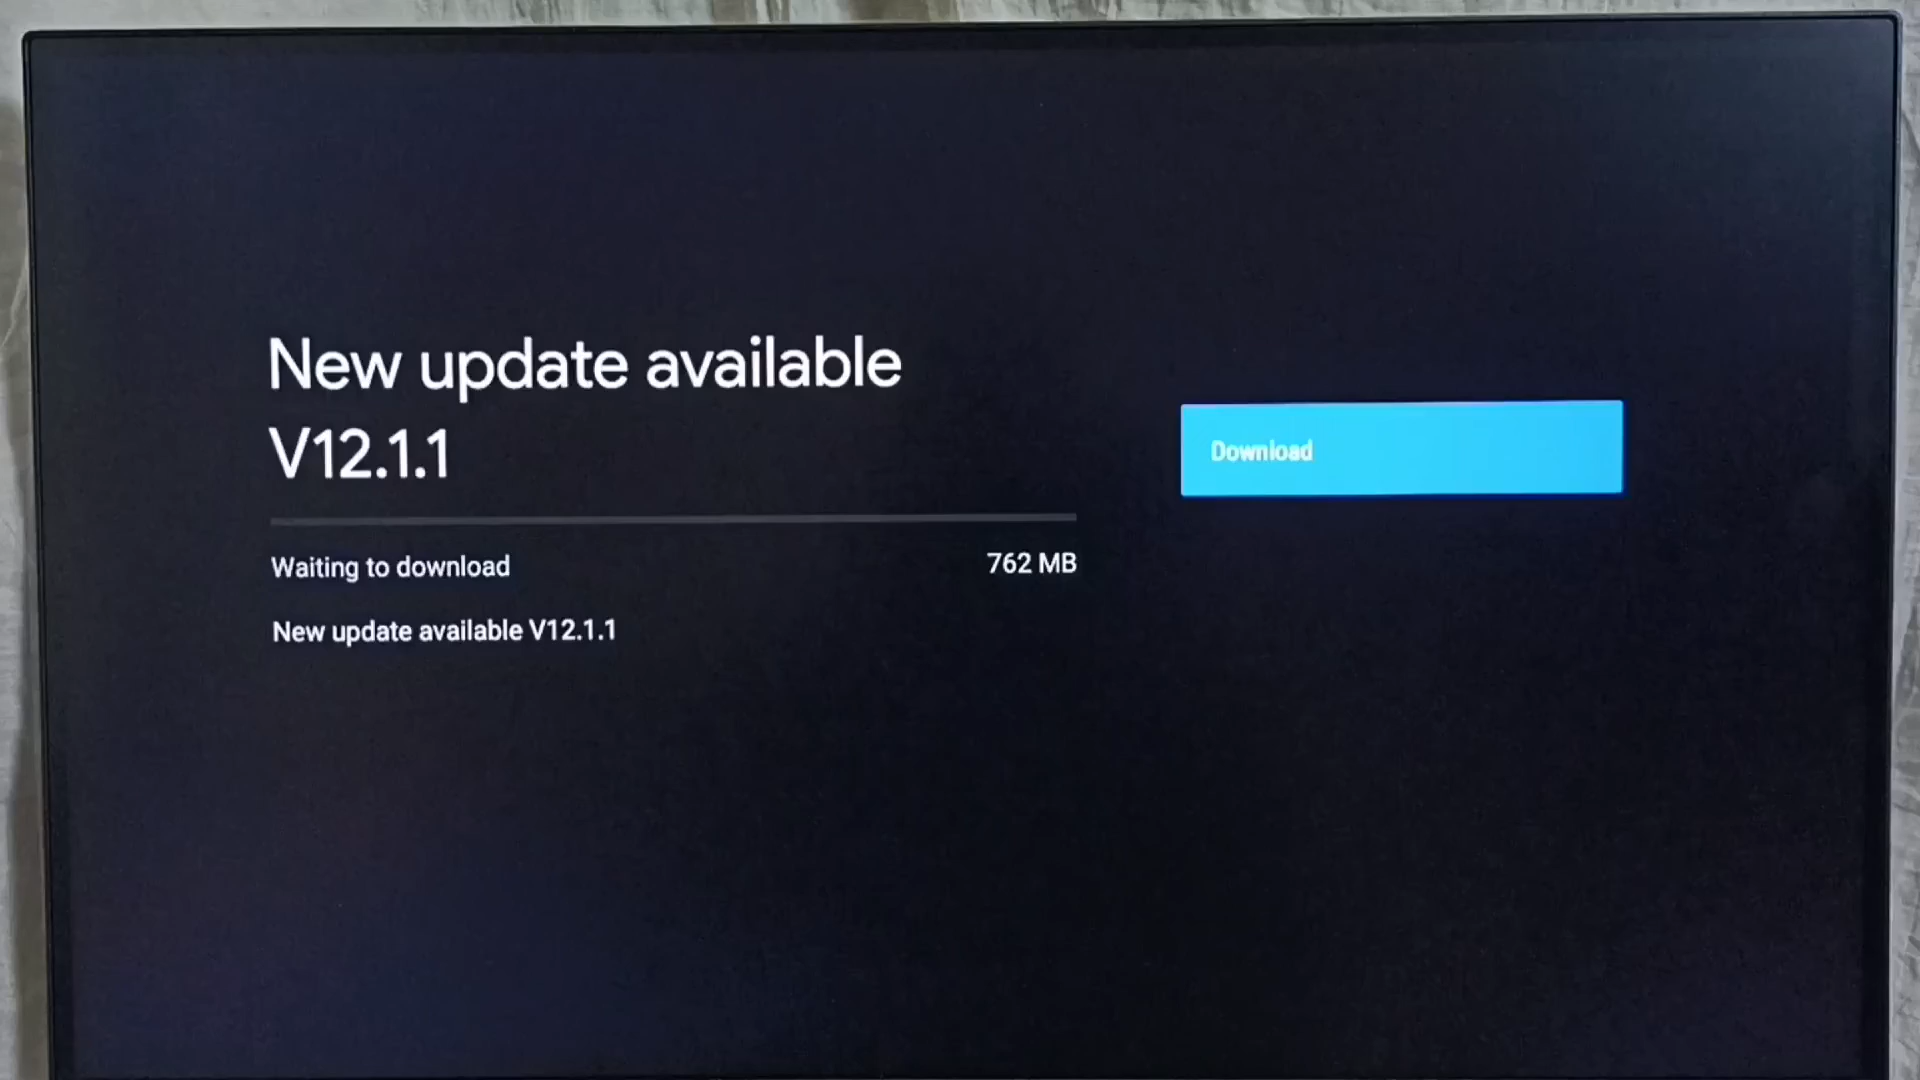 New update available
V12.1.1
Download
Waiting to download 762 MB
New update available V12.1.1